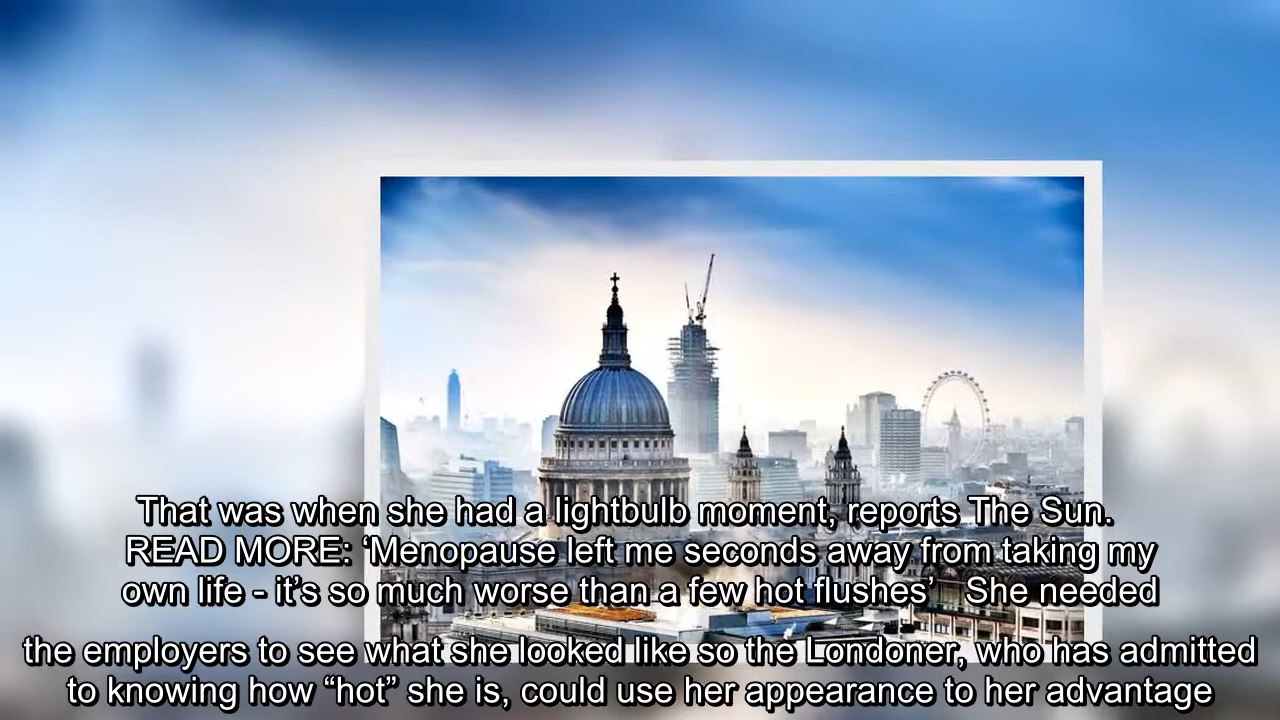 That was when she had a lightbulb moment, reports The Sun.
READ MORE: ‘Menopause left me seconds away from taking my
own life - it’s so much worse than a few hot flushes’   She needed
the employers to see what she looked like so the Londoner, who has admitted
to knowing how “hot” she is, could use her appearance to her advantage